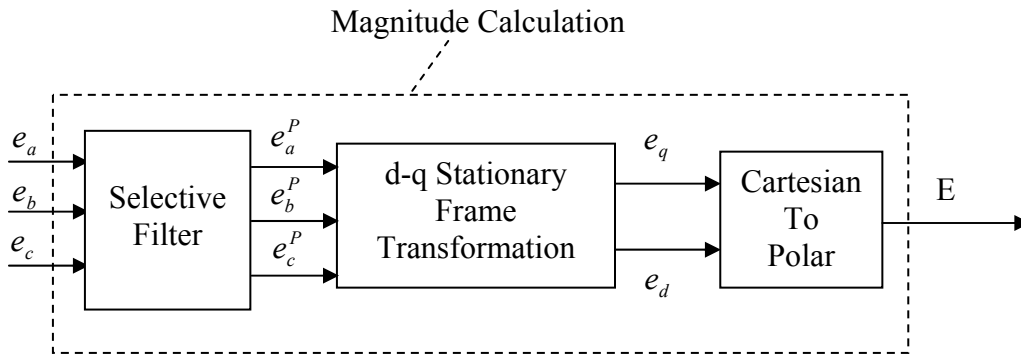 Magnitude Calculation
e_a
e_b
e_c
Selective
Filter
e_a^P
e_b^P
e_c^P
d-q Stationary
Frame
Transformation
e_q
e_d
Cartesian
To
Polar
E